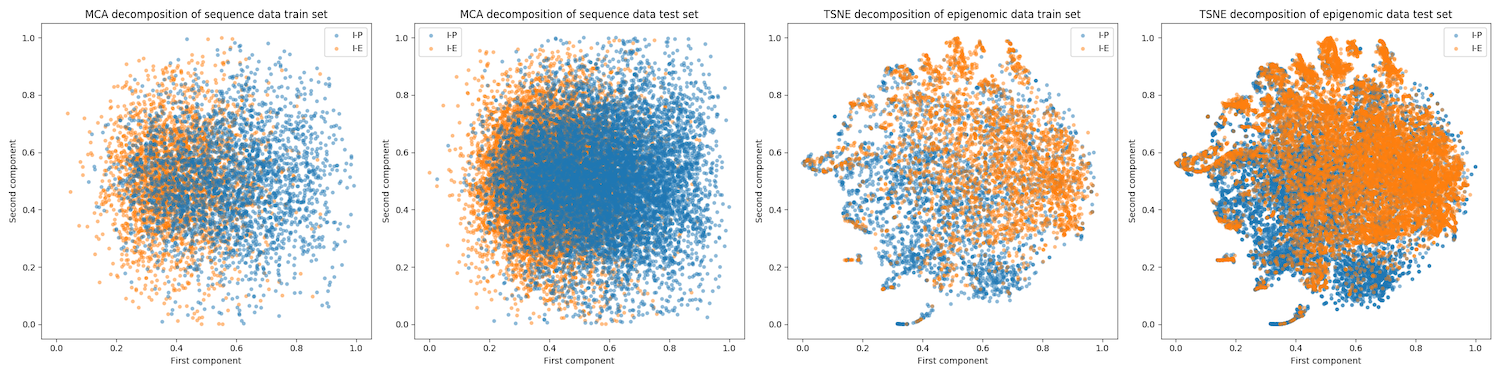 MCA decomposition of sequence data train set
1.0
0.8
0.6
0.4
0.2
0.0
Second component
0.0 0.2 0.4 0.6 0.8 1.0
First component
I-P
I-E
MCA decomposition of sequence data test set
1.0
0.8
0.6
0.4
0.2
0.0
Second component
0.0 0.2 0.4 0.6 0.8 1.0
First component
I-P
I-E
TSNE decomposition of epigenomic data train set
1.0
0.8
0.6
0.4
0.2
0.0
Second component
0.0 0.2 0.4 0.6 0.8 1.0
First component
I-P
I-E
TSNE decomposition of epigenomic data test set
1.0
0.8
0.6
0.4
0.2
0.0
Second component
0.0 0.2 0.4 0.6 0.8 1.0
First component
I-P
I-E